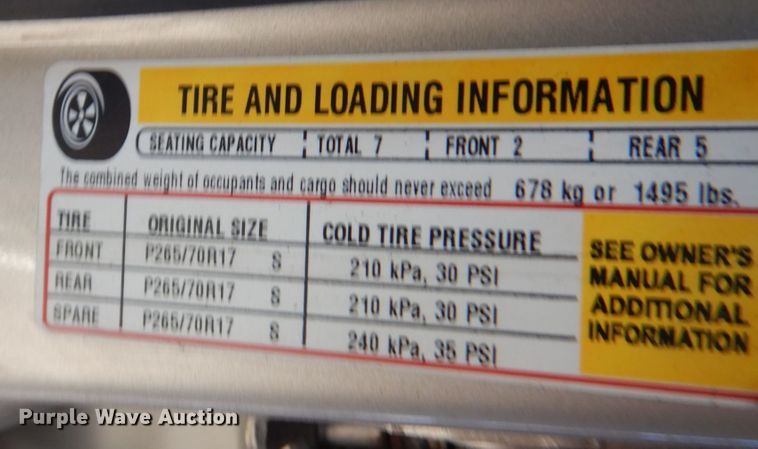 TIRE AND LOADING INFORMATION
SEATING CAPACITY TOTAL 7 FRONT 2 REAR 5
The combined weight of occupants and cargo should never exceed 678 kg or 1495 lbs.
TIRE ORIGINAL SIZE COLD TIRE PRESSURE
FRONT P265/70R17 S 210 kPa, 30 PSI
REAR P265/70R17 S 210 kPa, 30 PSI
SPARE P265/70R17 S 240 kPa, 35 PSI
SEE OWNER'S
MANUAL FOR
ADDITIONAL
INFORMATION
Purple Wave Auction